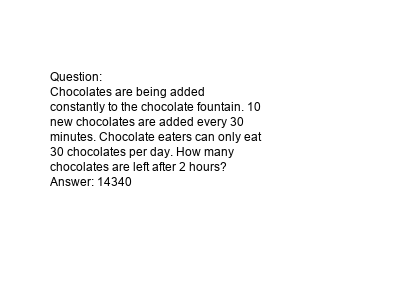 Question:
Chocolates are being added
constantly to the chocolate fountain. 10
new chocolates are added every 30
minutes. Chocolate eaters can only eat
30 chocolates per day. How many
chocolates are left after 2 hours?
Answer: 14340